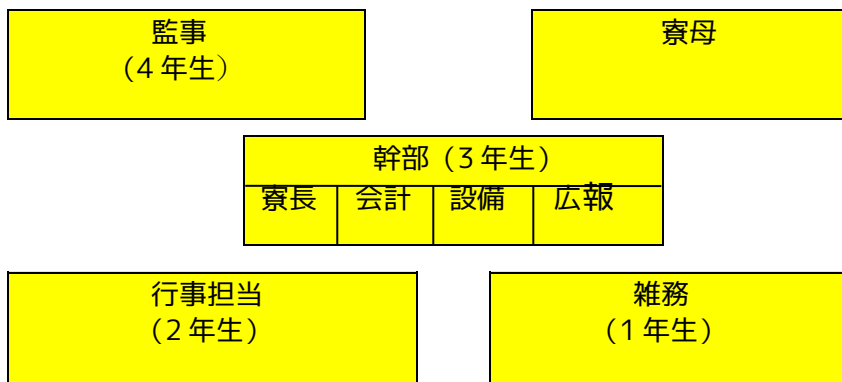 監事
（4年生）
寮母
幹部（3年生）
寮長 会計 設備 広報
行事担当
（2年生）
雑務
（1年生）